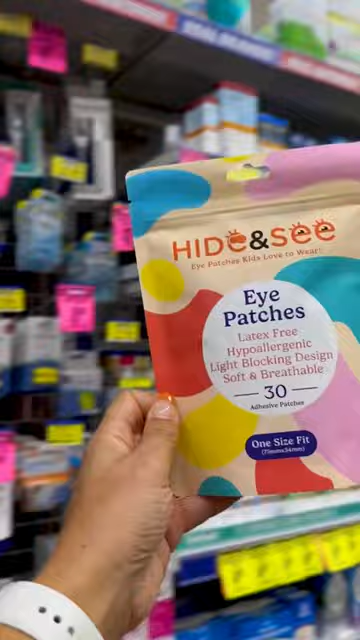 HIDe&see
Eye Patches Kids Love to Wear!
Eye
Patches
Latex Free
Hypoallergenic
Light Blocking Design
Soft & Breathable
30
Adhesive Patches
One Size Fit